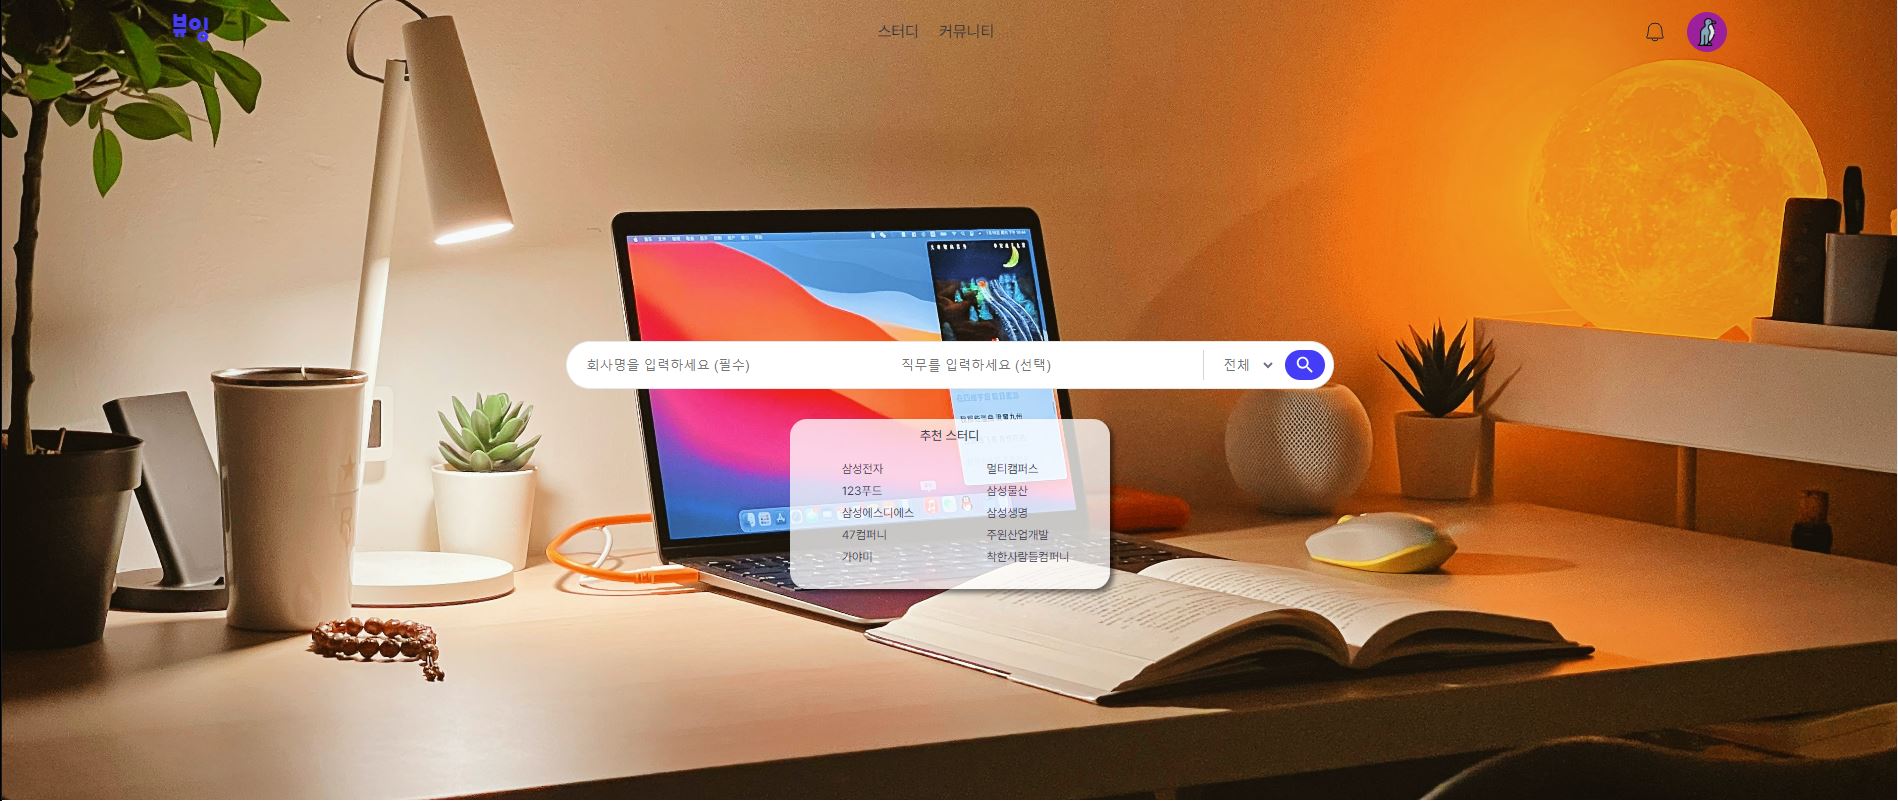 뷰잉
스터디 커뮤니티
회사명을 입력하세요 (필수) 직무를 입력하세요 (선택) 전체
추천 스터디
삼성전자 멀티캠퍼스
123푸드 삼성물산
삼성에스디에스 삼성생명
47컴퍼니 주원산업개발
가야미 착한사람들컴퍼니